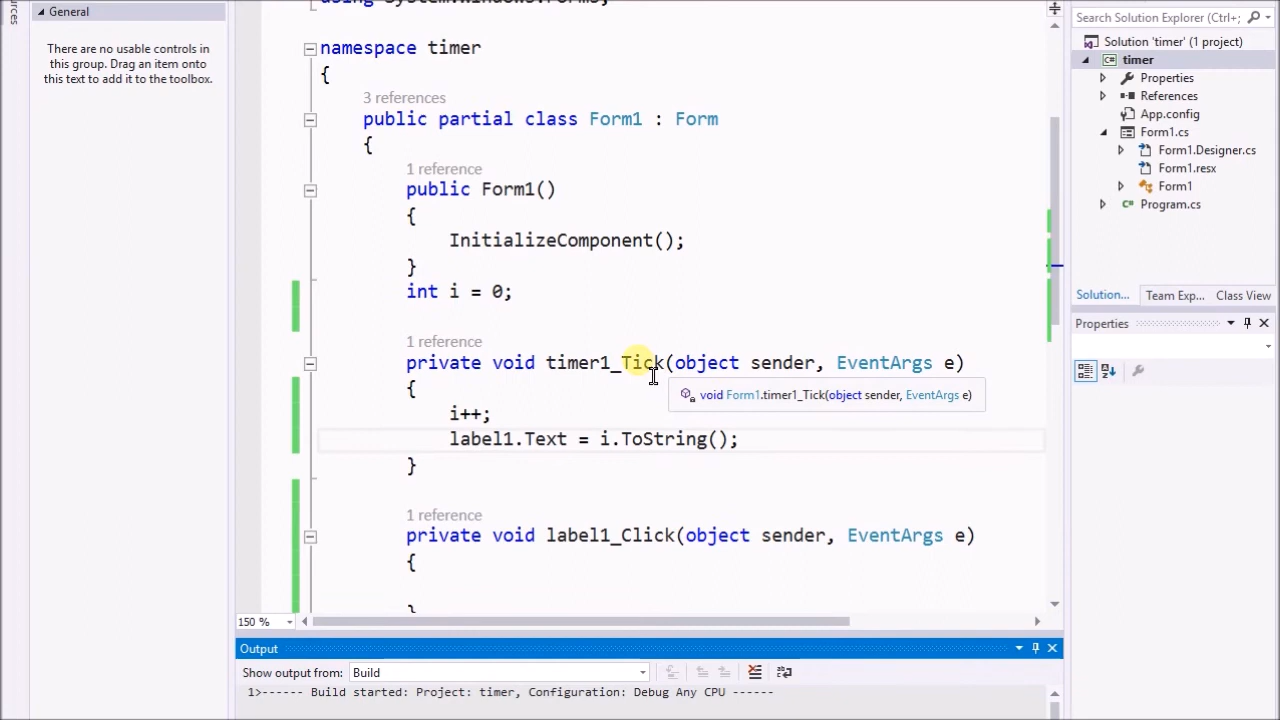 General
There are no usable controls in
this group. Drag an item onto
this text to add it to the toolbox.
using System.Windows.Forms;
namespace timer
{
3 references
public partial class Form1 : Form
{
1 reference
public Form1()
{
InitializeComponent();
}
int i = 0;
1 reference
private void timer1_Tick(object sender, EventArgs e)
{
void Form1.timer1_Tick(object sender, EventArgs e)
i++;
label1.Text = i.ToString();
}
1 reference
private void label1_Click(object sender, EventArgs e)
{
}
150 %
Output
Show output from: Build
1>------ Build started: Project: timer, Configuration: Debug Any CPU ------
Search Solution Explorer (Ctrl+;
Solution 'timer' (1 project)
timer
Properties
References
App.config
Form1.cs
Form1.Designer.cs
Form1.resx
Form1
Program.cs
Solution... Team Exp... Class View
Properties